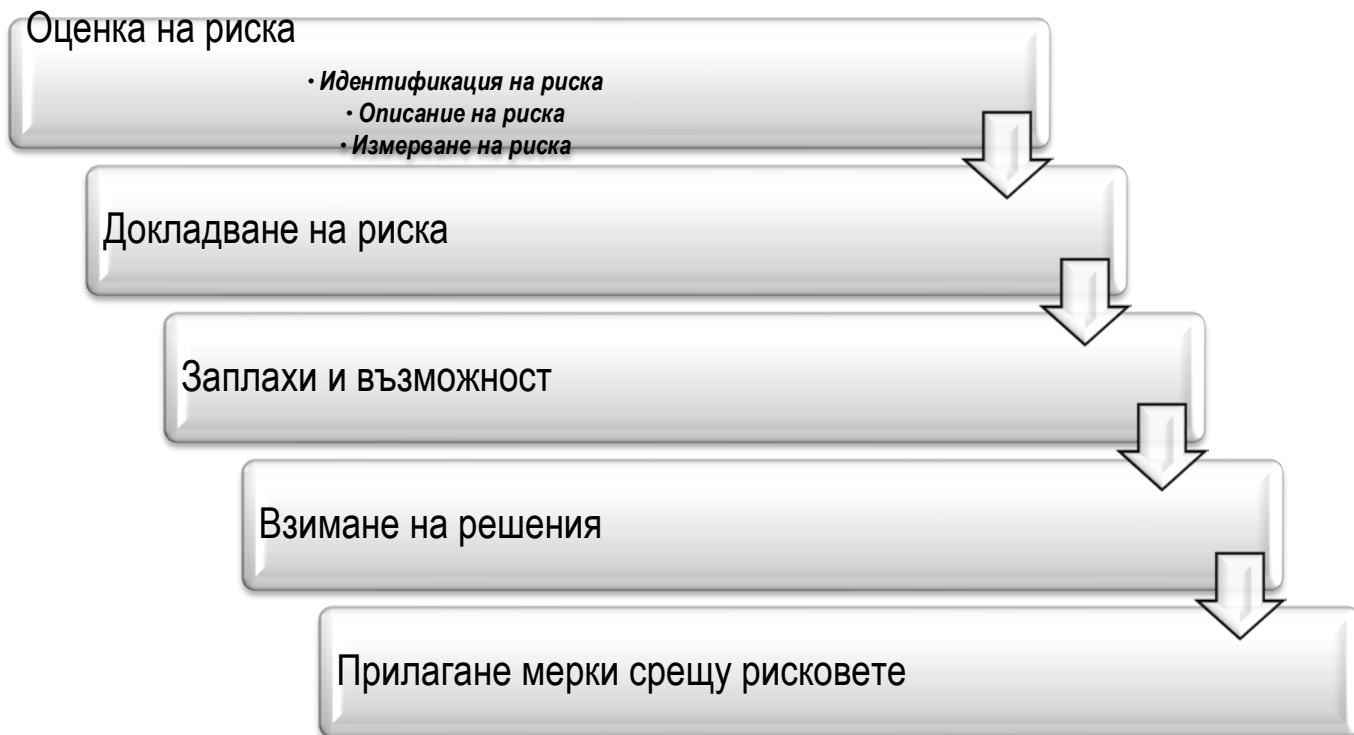 Оценка на риска
• Идентификация на риска
• Описание на риска
• Измерване на риска
Докладване на риска
Заплахи и възможност
Взимане на решения
Прилагане мерки срещу рисковете